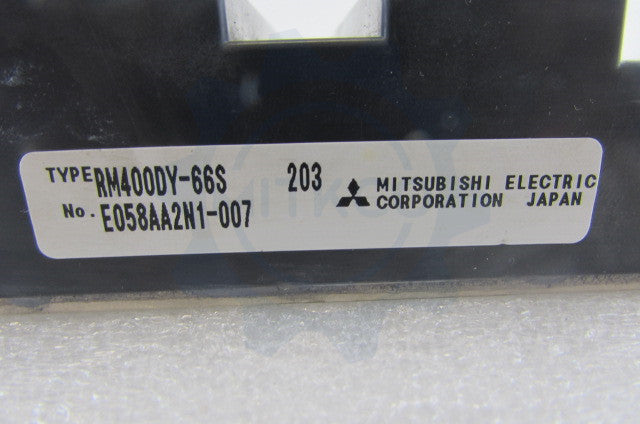 TYPE RM400DY-66S 203
No. E058AA2N1-007
MITSUBISHI ELECTRIC
CORPORATION JAPAN